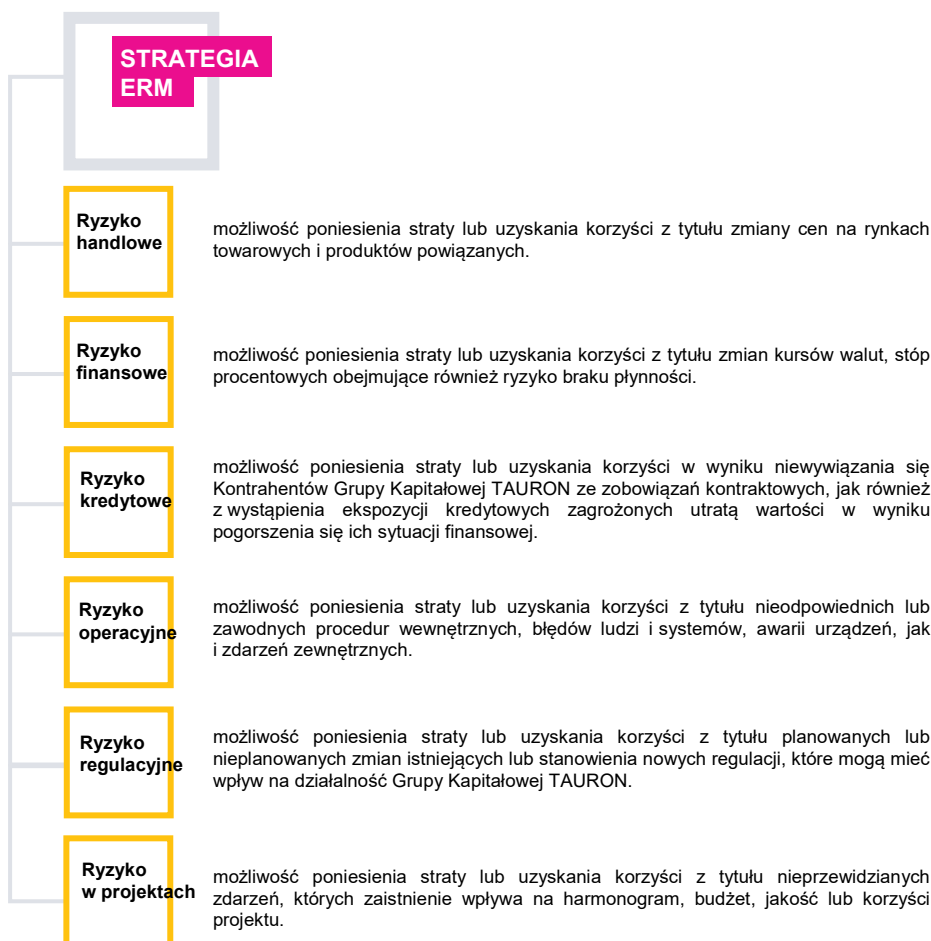 STRATEGIA
ERM
Ryzyko
handlowe
możliwość poniesienia straty lub uzyskania korzyści z tytułu zmiany cen na rynkach
towarowych i produktów powiązanych.
Ryzyko
finansowe
możliwość poniesienia straty lub uzyskania korzyści z tytułu zmian kursów walut, stóp
procentowych obejmujące również ryzyko braku płynności.
Ryzyko
kredytowe
możliwość poniesienia straty lub uzyskania korzyści w wyniku niewywiązania się
Kontrahentów Grupy Kapitałowej TAURON ze zobowiązań kontraktowych, jak również
z wystąpienia ekspozycji kredytowych zagrożonych utratą wartości w wyniku
pogorszenia się ich sytuacji finansowej.
Ryzyko
operacyjne
możliwość poniesienia straty lub uzyskania korzyści z tytułu nieodpowiednich lub
zawodnych procedur wewnętrznych, błędów ludzi i systemów, awarii urządzeń, jak
i zdarzeń zewnętrznych.
Ryzyko
regulacyjne
możliwość poniesienia straty lub uzyskania korzyści z tytułu planowanych lub
nieplanowanych zmian istniejących lub stanowienia nowych regulacji, które mogą mieć
wpływ na działalność Grupy Kapitałowej TAURON.
Ryzyko
w projektach
możliwość poniesienia straty lub uzyskania korzyści z tytułu nieprzewidzianych
zdarzeń, których zaistnienie wpływa na harmonogram, budżet, jakość lub korzyści
projektu.